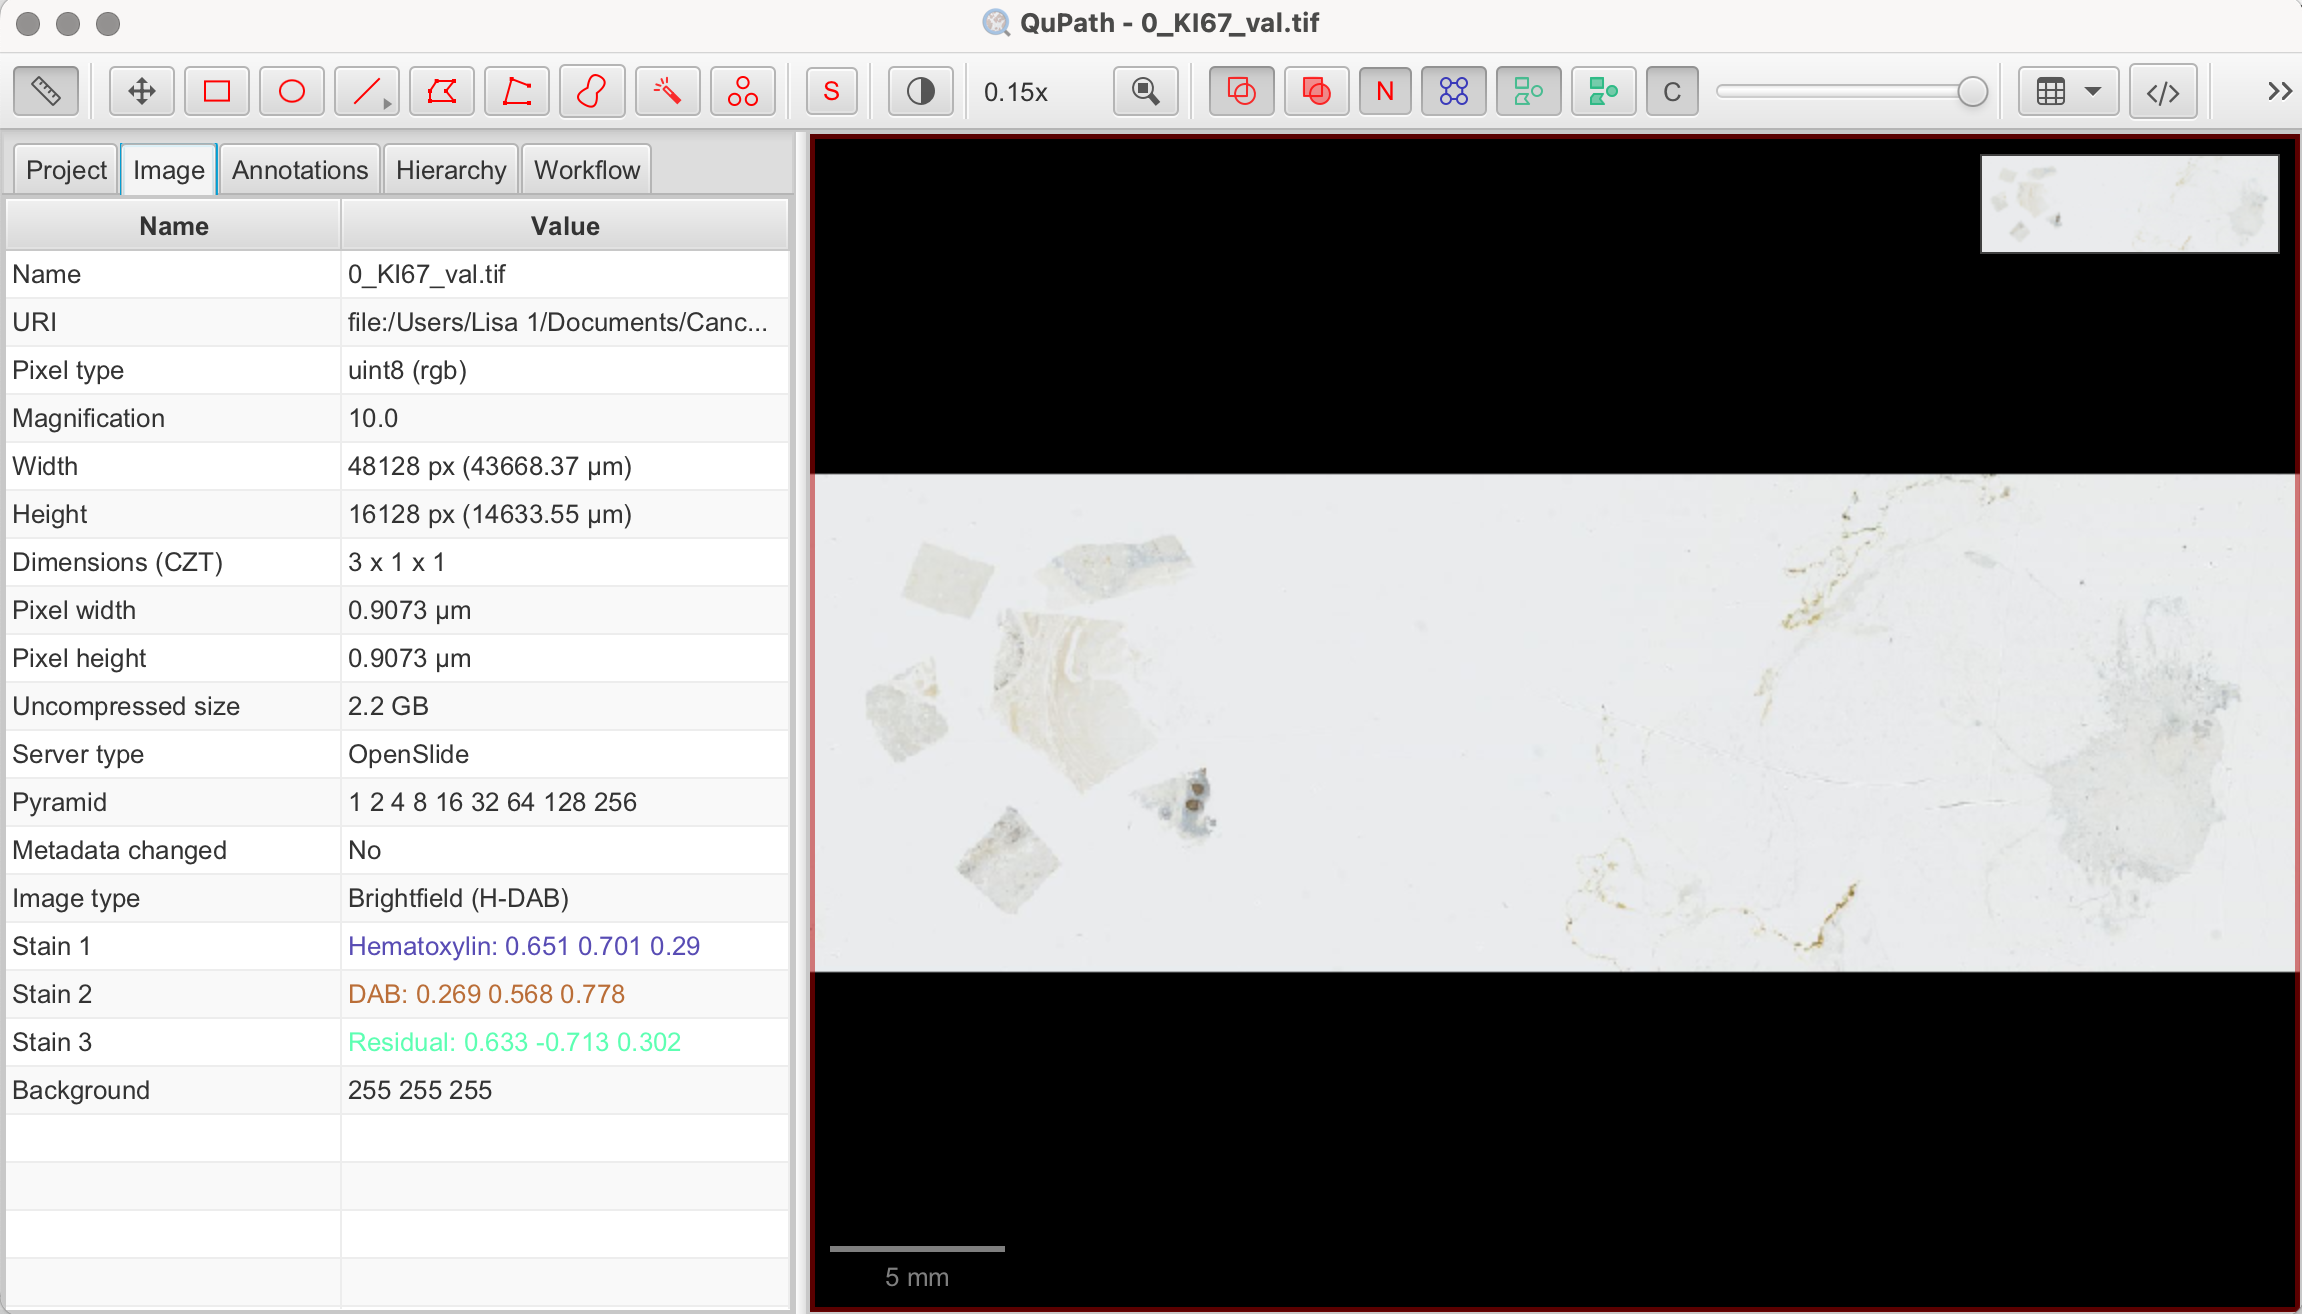 QuPath - 0_KI67_val.tif
S
0.15x
N
C
</>
Project Image Annotations Hierarchy Workflow
Name Value
Name 0_KI67_val.tif
URI file:/Users/Lisa 1/Documents/Canc...
Pixel type uint8 (rgb)
Magnification 10.0
Width 48128 px (43668.37 µm)
Height 16128 px (14633.55 µm)
Dimensions (CZT) 3 x 1 x 1
Pixel width 0.9073 µm
Pixel height 0.9073 µm
Uncompressed size 2.2 GB
Server type OpenSlide
Pyramid 1 2 4 8 16 32 64 128 256
Metadata changed No
Image type Brightfield (H-DAB)
Stain 1 Hematoxylin: 0.651 0.701 0.29
Stain 2 DAB: 0.269 0.568 0.778
Stain 3 Residual: 0.633 -0.713 0.302
Background 255 255 255
5 mm